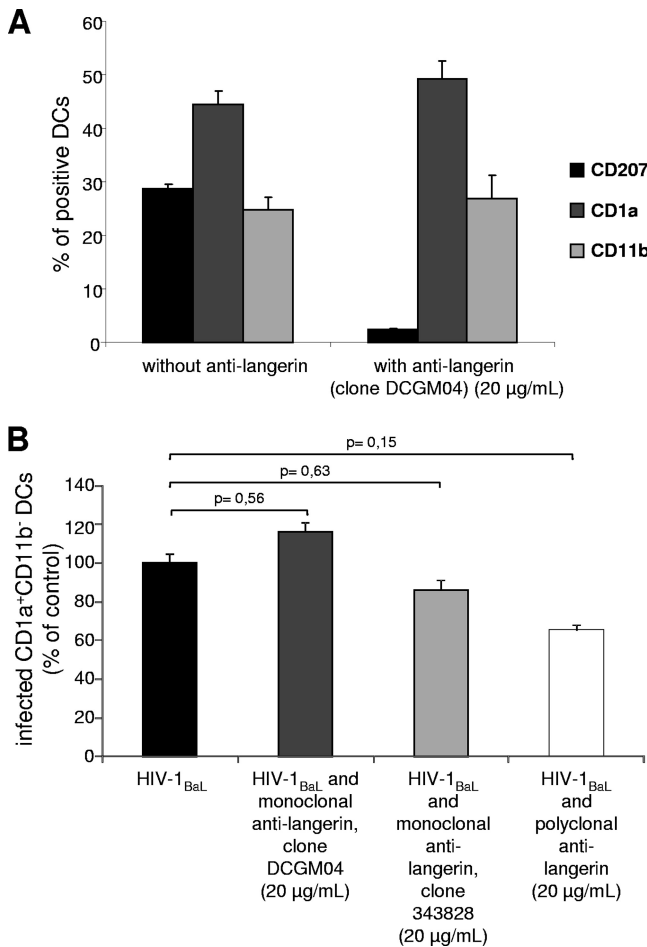 A
60
50
40
30
20
10
0
% of positive DCs
CD207
CD1a
CD11b
without anti-langerin
with anti-langerin
(clone DCGM04) (20 µg/mL)
B
p= 0,15
p= 0,63
p= 0,56
140
120
100
80
60
40
20
0
infected CD1a⁺CD11b⁻ DCs
(% of control)
HIV-1BaL
HIV-1BaL and
monoclonal
anti-langerin,
clone
DCGM04
(20 µg/mL)
HIV-1BaL
and
monoclonal
anti-
langerin,
clone
343828
(20 µg/mL)
HIV-1BaL
and
polyclonal
anti-
langerin
(20 µg/mL)